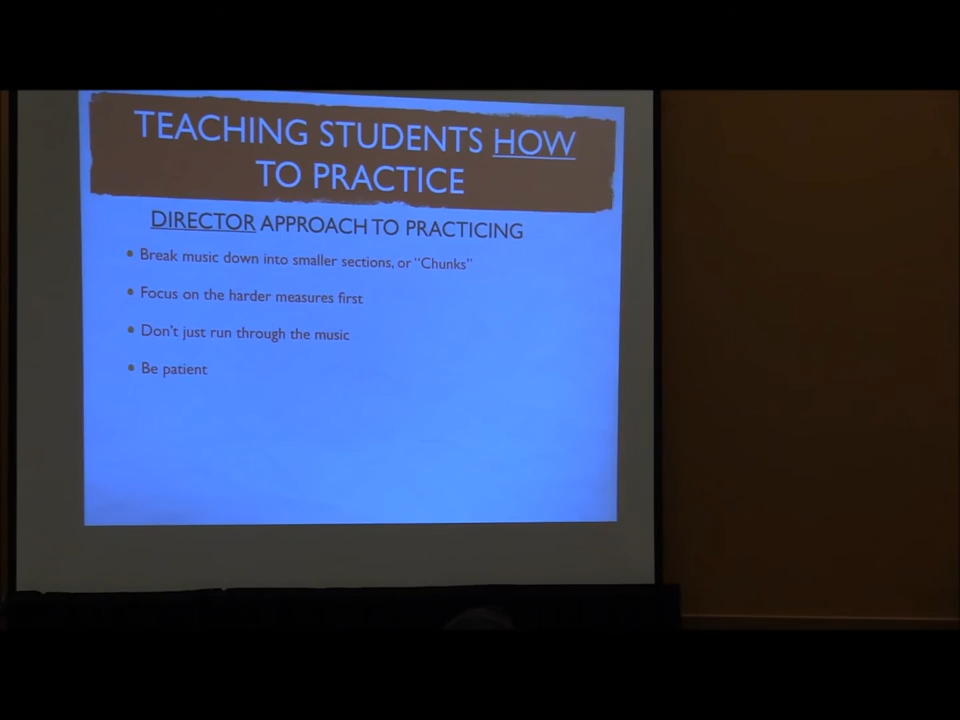 TEACHING STUDENTS HOW
TO PRACTICE
DIRECTOR APPROACH TO PRACTICING
• Break music down into smaller sections, or “Chunks”
• Focus on the harder measures first
• Don’t just run through the music
• Be patient